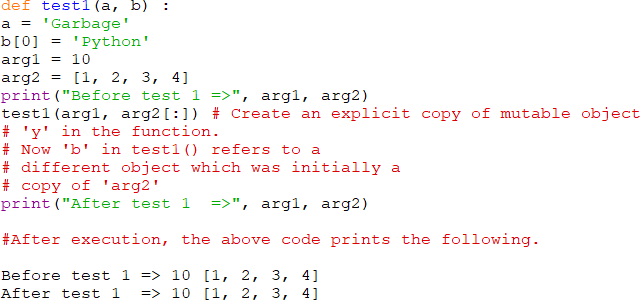 def test1(a, b) :
a = 'Garbage'
b[0] = 'Python'
arg1 = 10
arg2 = [1, 2, 3, 4]
print("Before test 1 =>", arg1, arg2)
test1(arg1, arg2[:]) # Create an explicit copy of mutable object
# 'y' in the function.
# Now 'b' in test1() refers to a
# different object which was initially a
# copy of 'arg2'
print("After test 1  =>", arg1, arg2)
#After execution, the above code prints the following.
Before test 1 => 10 [1, 2, 3, 4]
After test 1  => 10 [1, 2, 3, 4]